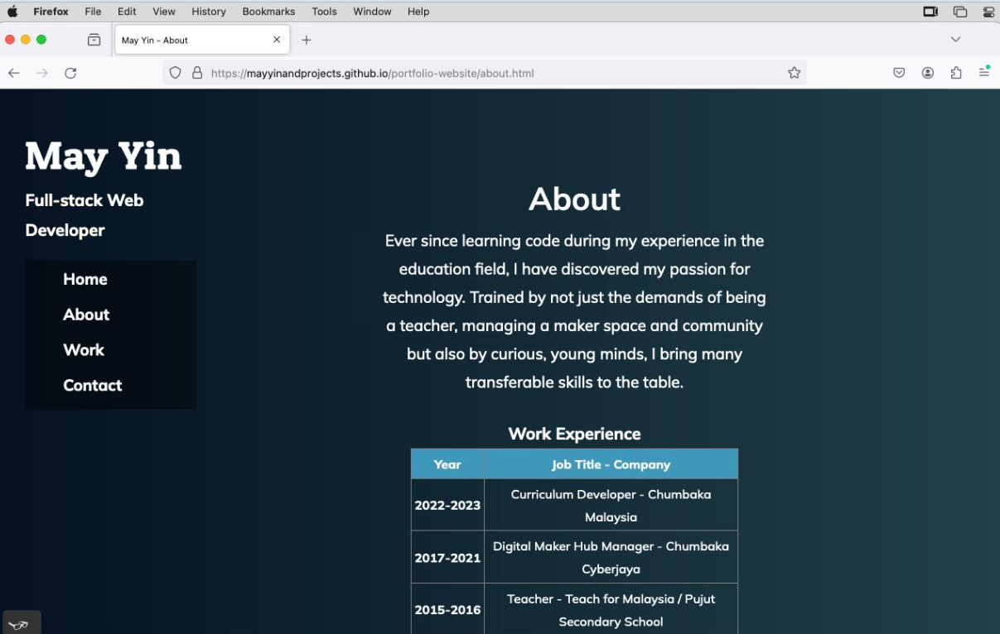 Firefox File Edit View History Bookmarks Tools Window Help
May Yin - About
https://mayyinandprojects.github.io/portfolio-website/about.html
May Yin
Full-stack Web
Developer
Home
About
Work
Contact
About
Ever since learning code during my experience in the
education field, I have discovered my passion for
technology. Trained by not just the demands of being
a teacher, managing a maker space and community
but also by curious, young minds, I bring many
transferable skills to the table.
Work Experience
Year Job Title - Company
2022-2023 Curriculum Developer - Chumbaka
Malaysia
2017-2021 Digital Maker Hub Manager - Chumbaka
Cyberjaya
2015-2016 Teacher - Teach for Malaysia / Pujut
Secondary School